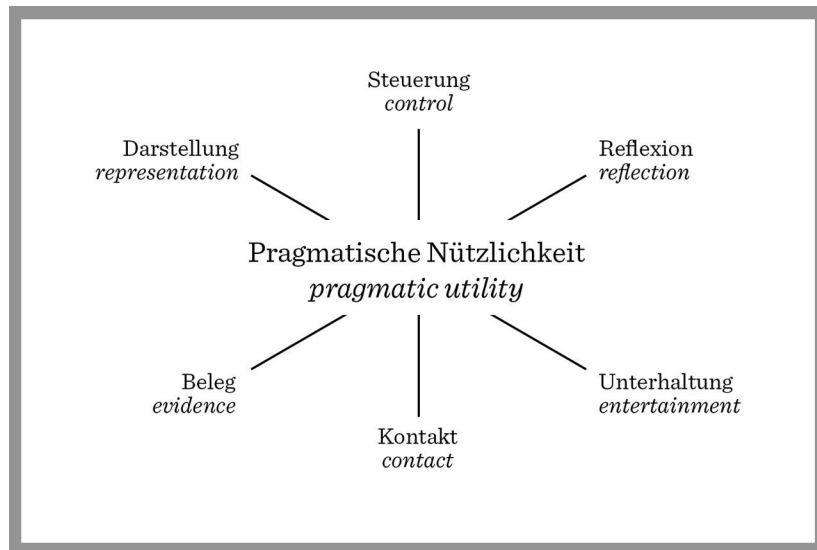 Steuerung
control
Darstellung
representation
Reflexion
reflection
Pragmatische Nützlichkeit
pragmatic utility
Beleg
evidence
Unterhaltung
entertainment
Kontakt
contact